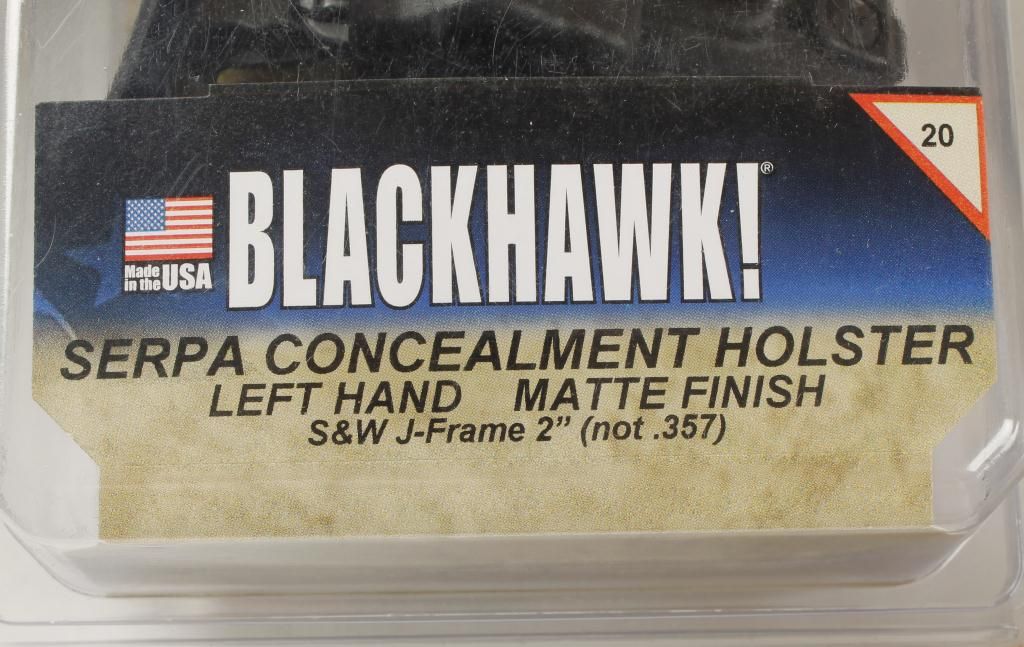 20
BLACKHAWK!®
Made
in the USA
SERPA CONCEALMENT HOLSTER
LEFT HAND MATTE FINISH
S&W J-Frame 2” (not .357)